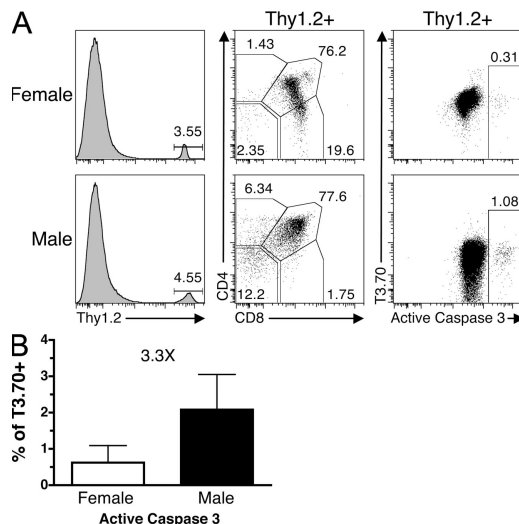 A
Thy1.2+ Thy1.2+
Female
3.55
1.43 76.2
2.35 19.6
0.31
Male
4.55
6.34 77.6
12.2 1.75
1.08
Thy1.2
CD4
CD8
T3.70
Active Caspase 3
B
3.3X
% of T3.70+
4
3
2
1
0
Female Male
Active Caspase 3